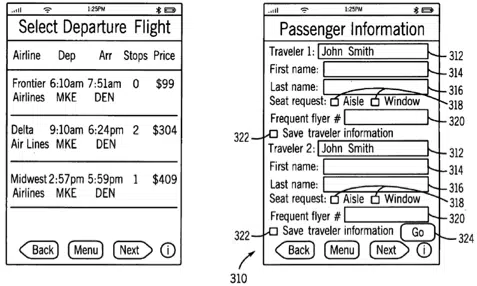 1:25PM
Select Departure Flight
Airline Dep Arr Stops Price
Frontier 6:10am 7:51am 0 $99
Airlines MKE DEN
Delta 9:10am 6:24pm 2 $304
Air Lines MKE DEN
Midwest 2:57pm 5:59pm 1 $409
Airlines MKE DEN
Back Menu Next i
1:25PM
Passenger Information
Traveler 1: John Smith 312
First name: 314
Last name: 316
Seat request: Aisle Window 318
Frequent flyer # 320
322 Save traveler information
Traveler 2: John Smith 312
First name: 314
Last name: 316
Seat request: Aisle Window 318
Frequent flyer # 320
322 Save traveler information Go 324
Back Menu Next i
310